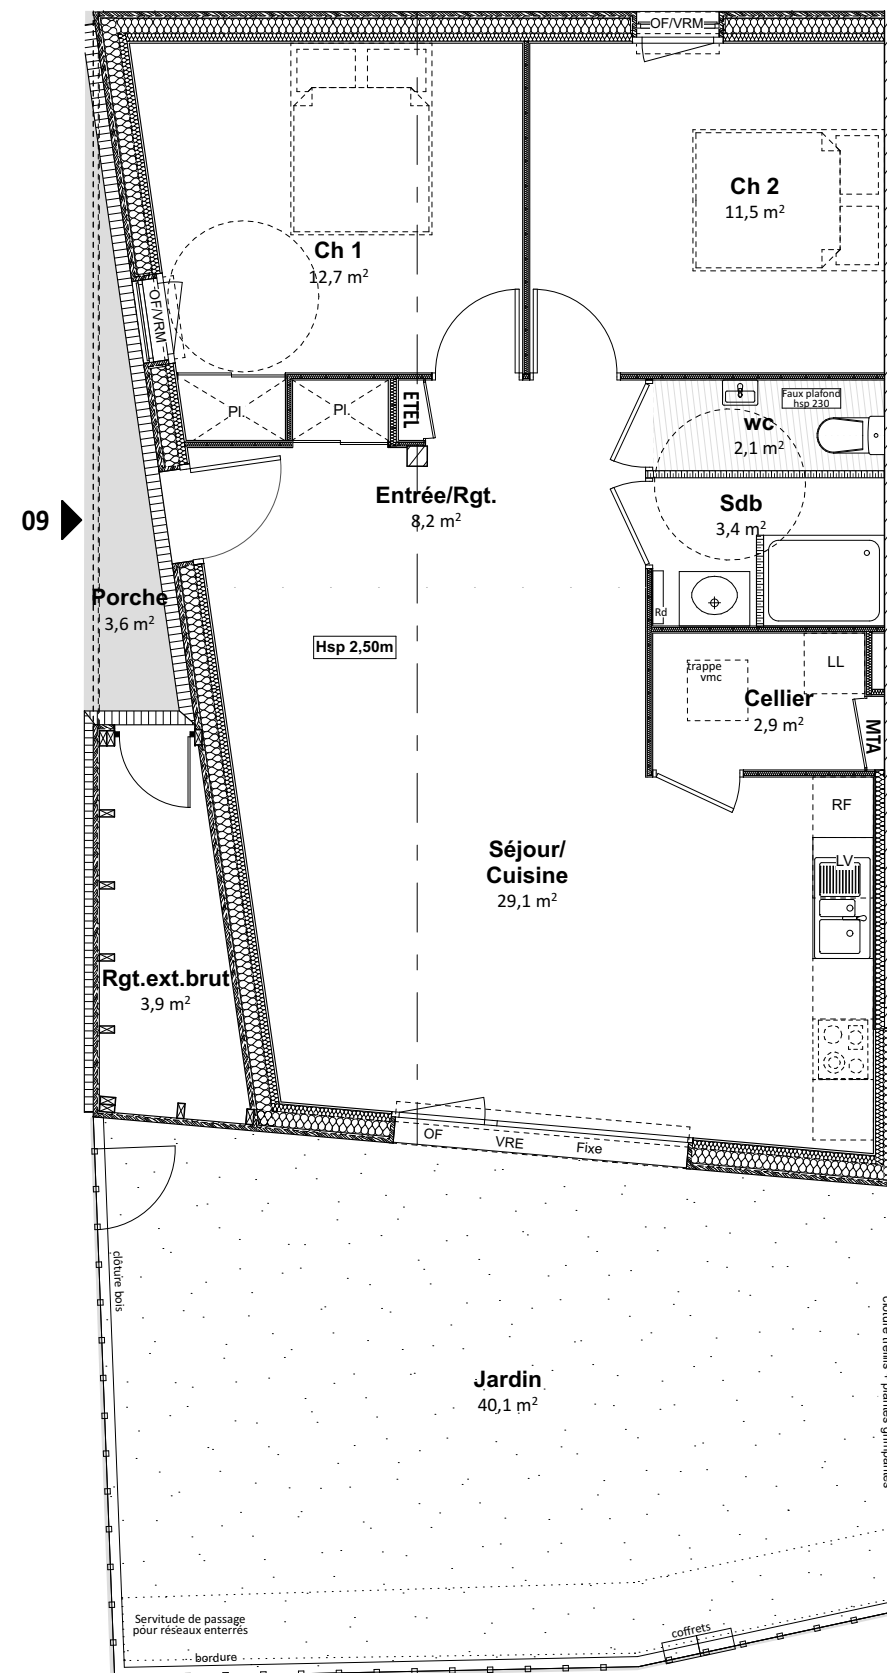 OF/VRM
Ch 2
11,5 m²
Ch 1
12,7 m²
OF/VRM
Pl.
Pl.
ETEL
Faux plafond
hsp 230
wc
2,1 m²
Entrée/Rgt.
8,2 m²
Sdb
3,4 m²
09
Porche
3,6 m²
Rd
Hsp 2,50m
trappe
vmc
LL
Cellier
2,9 m²
MTA
RF
LV
Séjour/
Cuisine
29,1 m²
Rgt.ext.brut
3,9 m²
OF
VRE
Fixe
clôture bois
clôture treillis + plantes grimpantes
Jardin
40,1 m²
Servitude de passage
pour réseaux enterrés
coffrets
bordure